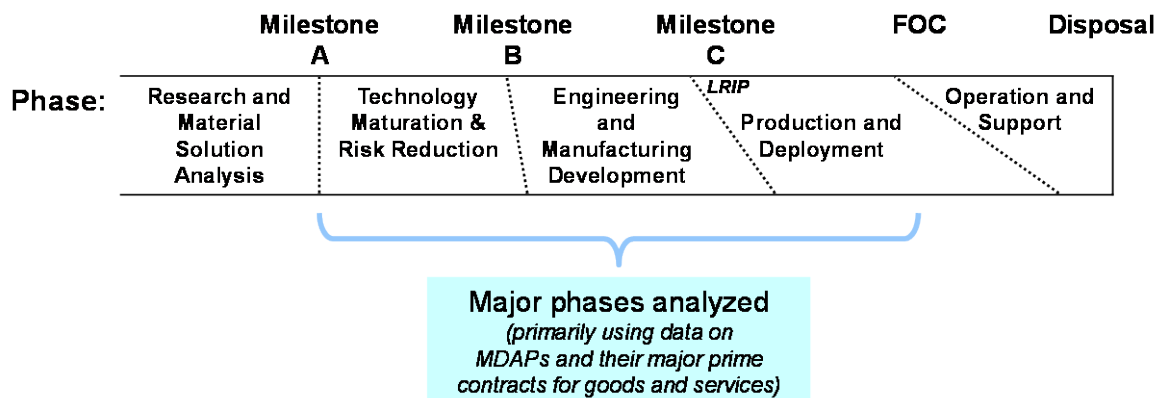 Milestone A
Milestone B
Milestone C
FOC
Disposal
Phase:
Research and
Material
Solution
Analysis
Technology
Maturation &
Risk Reduction
Engineering
and
Manufacturing
Development
LRIP
Production and
Deployment
Operation and
Support
Major phases analyzed
(primarily using data on
MDAPs and their major prime
contracts for goods and services)